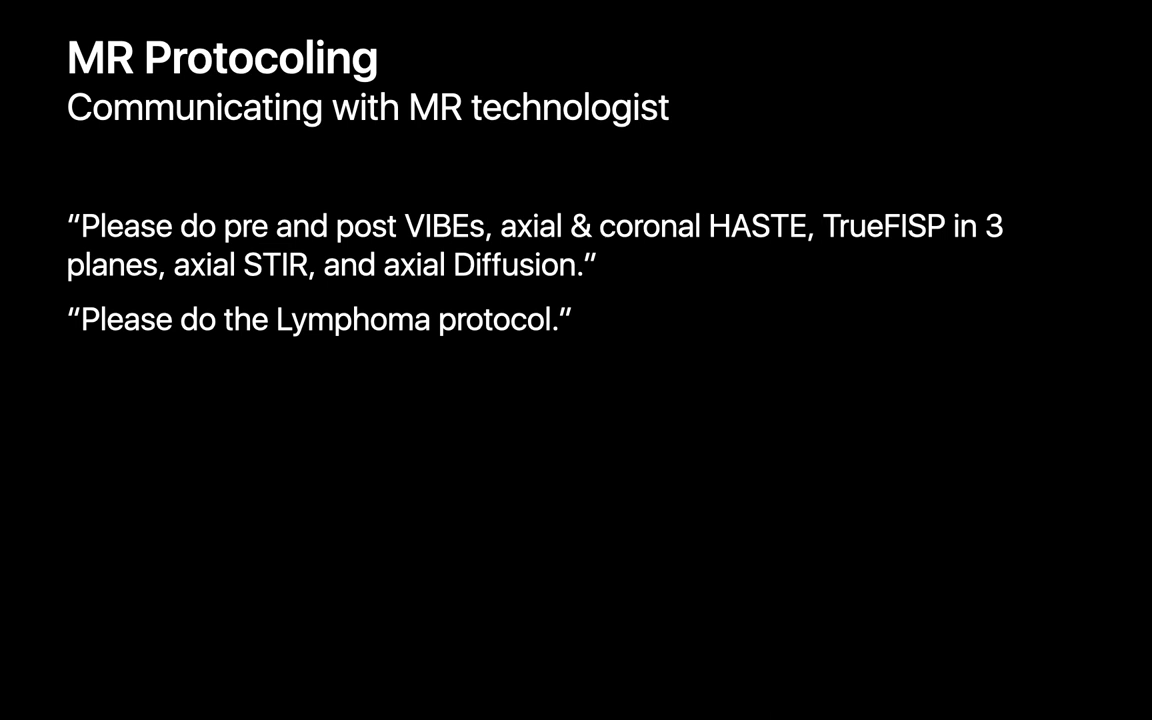 MR Protocoling
Communicating with MR technologist
“Please do pre and post VIBEs, axial & coronal HASTE, TrueFISP in 3
planes, axial STIR, and axial Diffusion.”
“Please do the Lymphoma protocol.”